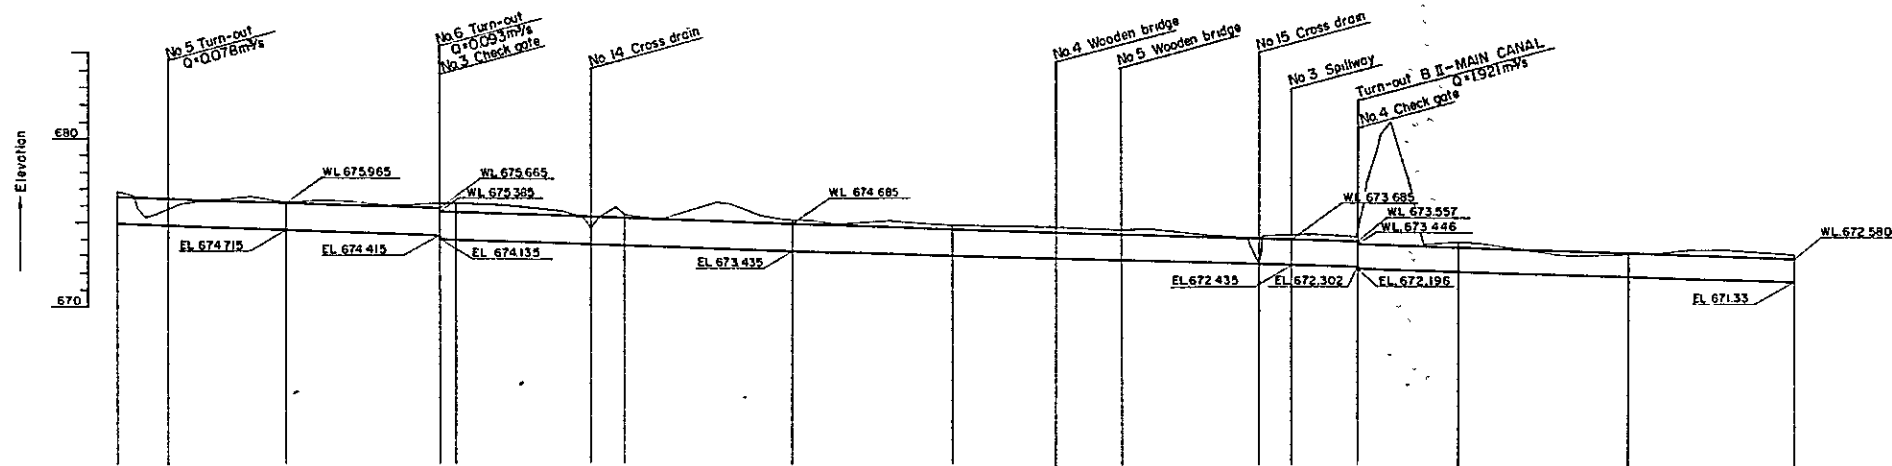 No.5 Turn-out
Q=0.078m³/s
No.6 Turn-out
Q=0.093m³/s
No.3 Check gate
No 14 Cross drain
No.4 Wooden bridge
No.5 Wooden bridge
No 15 Cross drain
No 3 Spillway
Turn-out B II-MAIN CANAL
Q=1.921m³/s
No.4 Check gate
Elevation
680
670
WL 675.965
WL 675.665
WL 675.385
WL 674.685
WL 673.685
WL 673.557
WL 673.446
WL. 672.580
EL 674.715
EL 674.415
EL 674.135
EL 673.435
EL 672.435
EL 672.302
EL. 672.196
EL 671.33